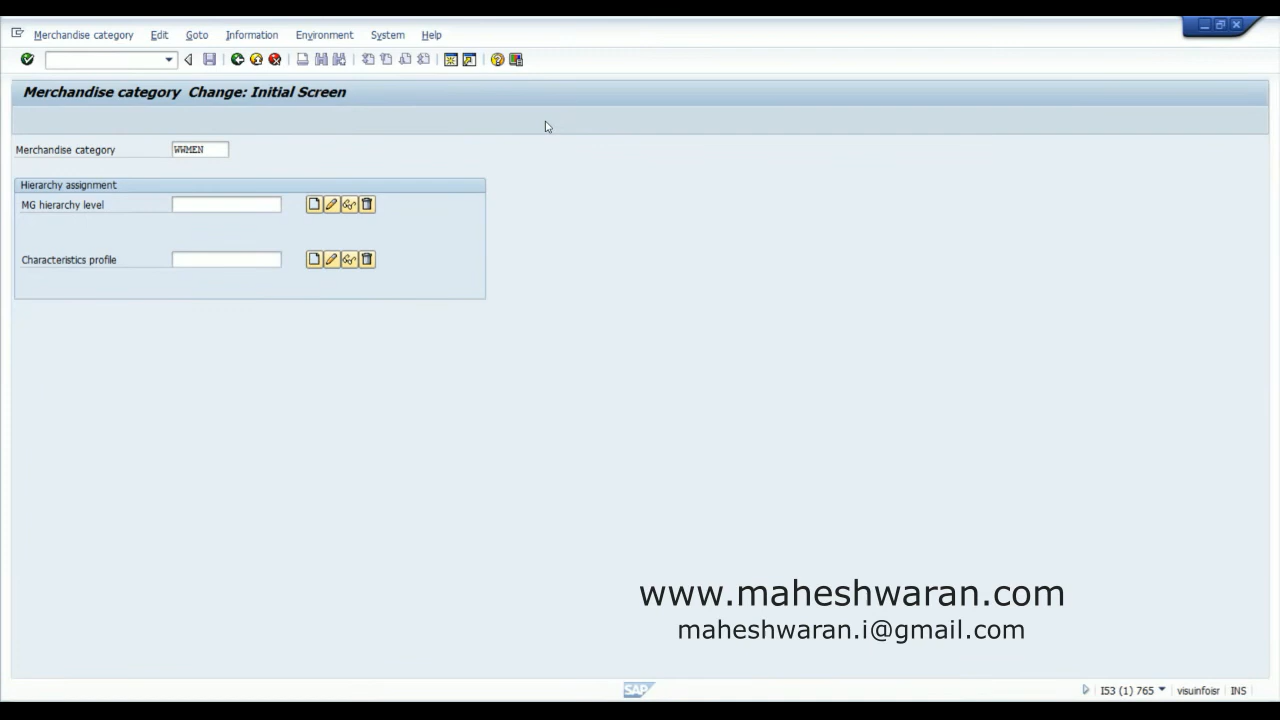 Merchandise category Edit Goto Information Environment System Help
Merchandise category Change: Initial Screen
Merchandise category WWMEN
Hierarchy assignment
MG hierarchy level
Characteristics profile
www.maheshwaran.com
maheshwaran.i@gmail.com
SAP I53 (1) 765 visuinfoisr INS